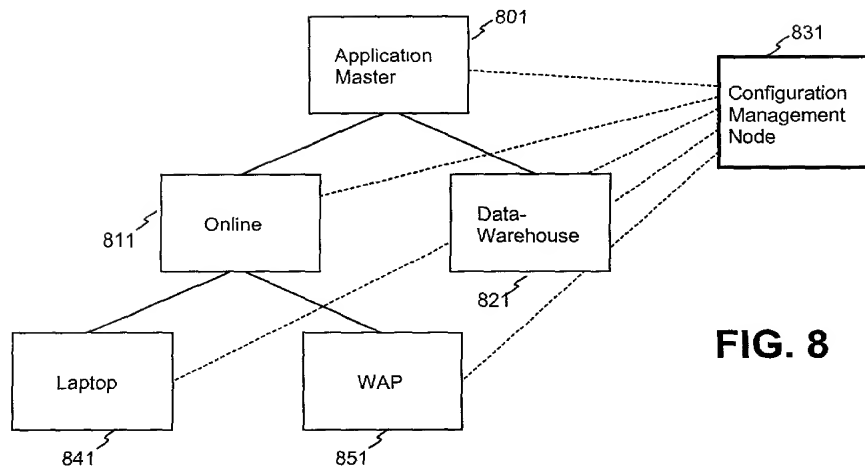 801
831
Application
Master
Configuration
Management
Node
811
Online
Data-
Warehouse
821
FIG. 8
Laptop
WAP
841
851